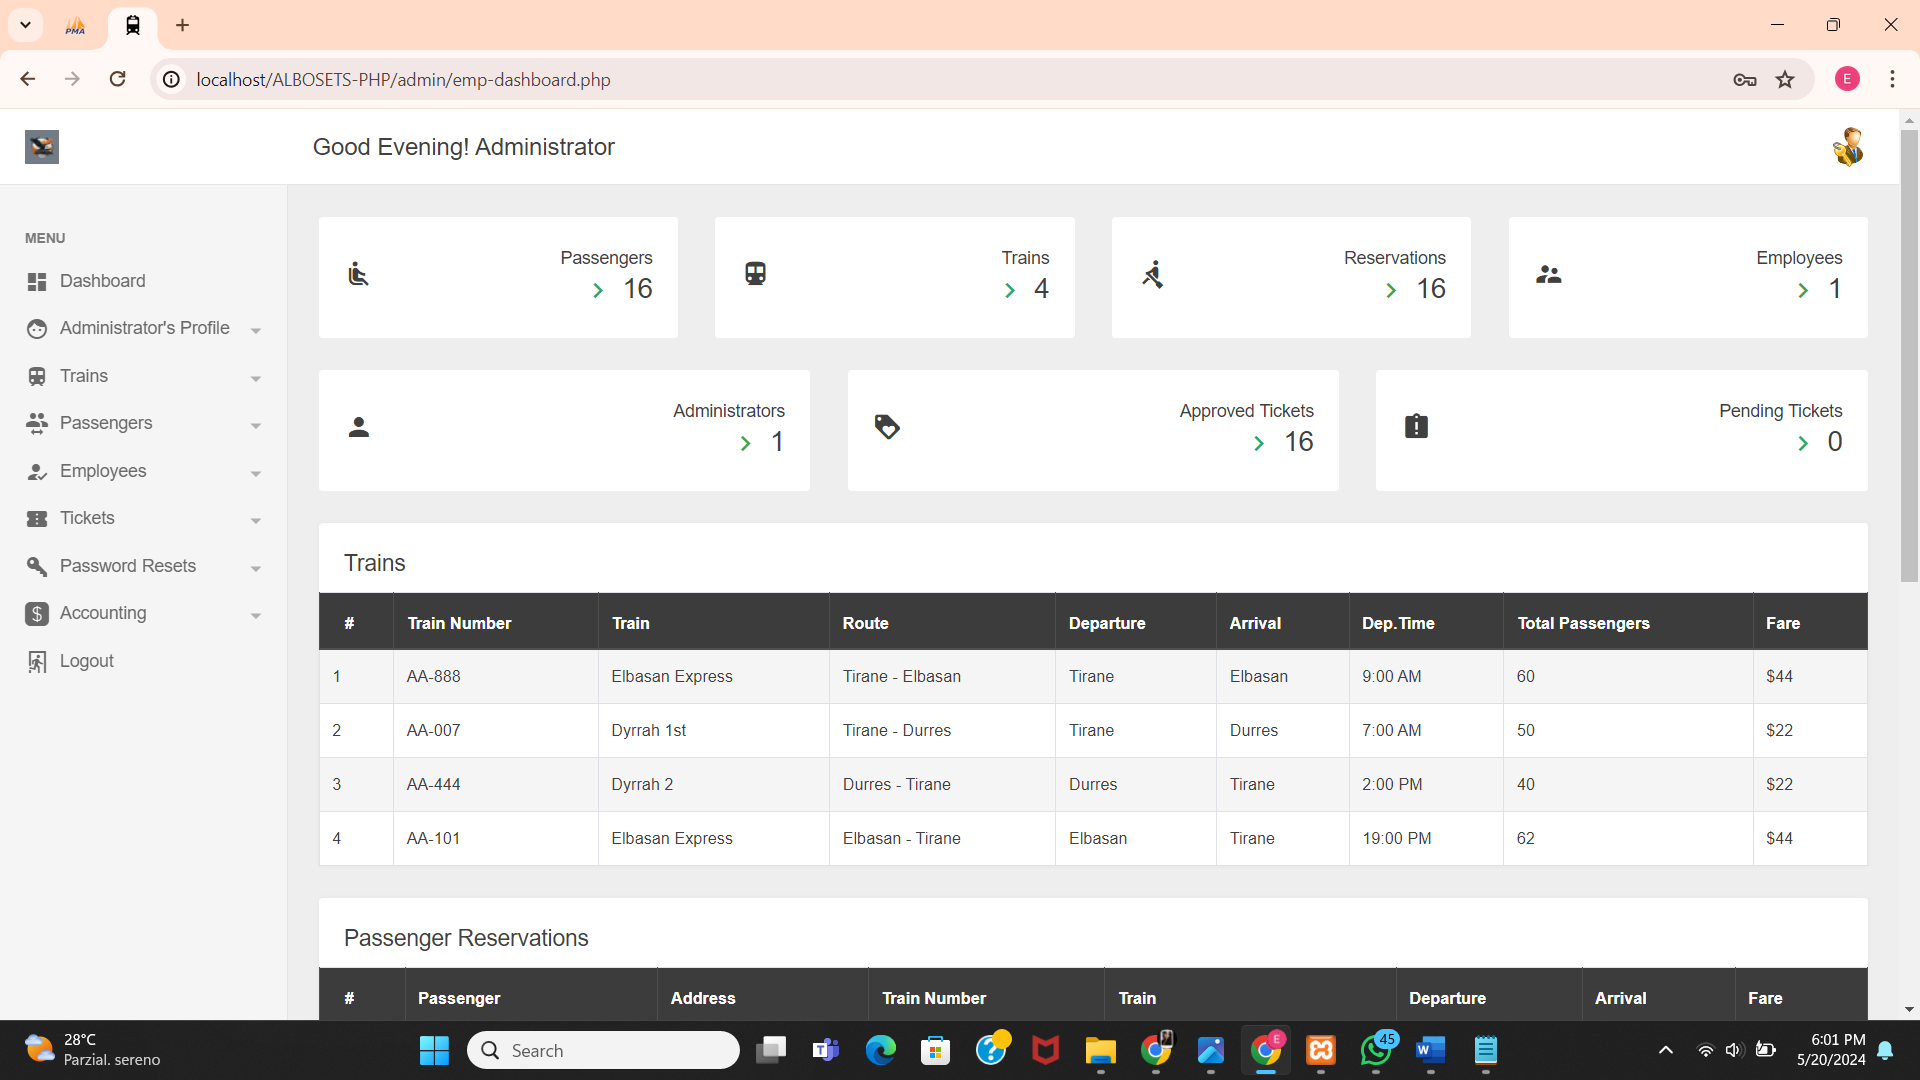 PMA
localhost/ALBOSETS-PHP/admin/emp-dashboard.php
E
Good Evening! Administrator
MENU
Dashboard
Administrator's Profile
Trains
Passengers
Employees
Tickets
Password Resets
Accounting
Logout
Passengers
16
Trains
4
Reservations
16
Employees
1
Administrators
1
Approved Tickets
16
Pending Tickets
0
Trains
# Train Number Train Route Departure Arrival Dep.Time Total Passengers Fare
1 AA-888 Elbasan Express Tirane - Elbasan Tirane Elbasan 9:00 AM 60 $44
2 AA-007 Dyrrah 1st Tirane - Durres Tirane Durres 7:00 AM 50 $22
3 AA-444 Dyrrah 2 Durres - Tirane Durres Tirane 2:00 PM 40 $22
4 AA-101 Elbasan Express Elbasan - Tirane Elbasan Tirane 19:00 PM 62 $44
Passenger Reservations
# Passenger Address Train Number Train Departure Arrival Fare
28°C
Parzial. sereno
Search
E
45
6:01 PM
5/20/2024